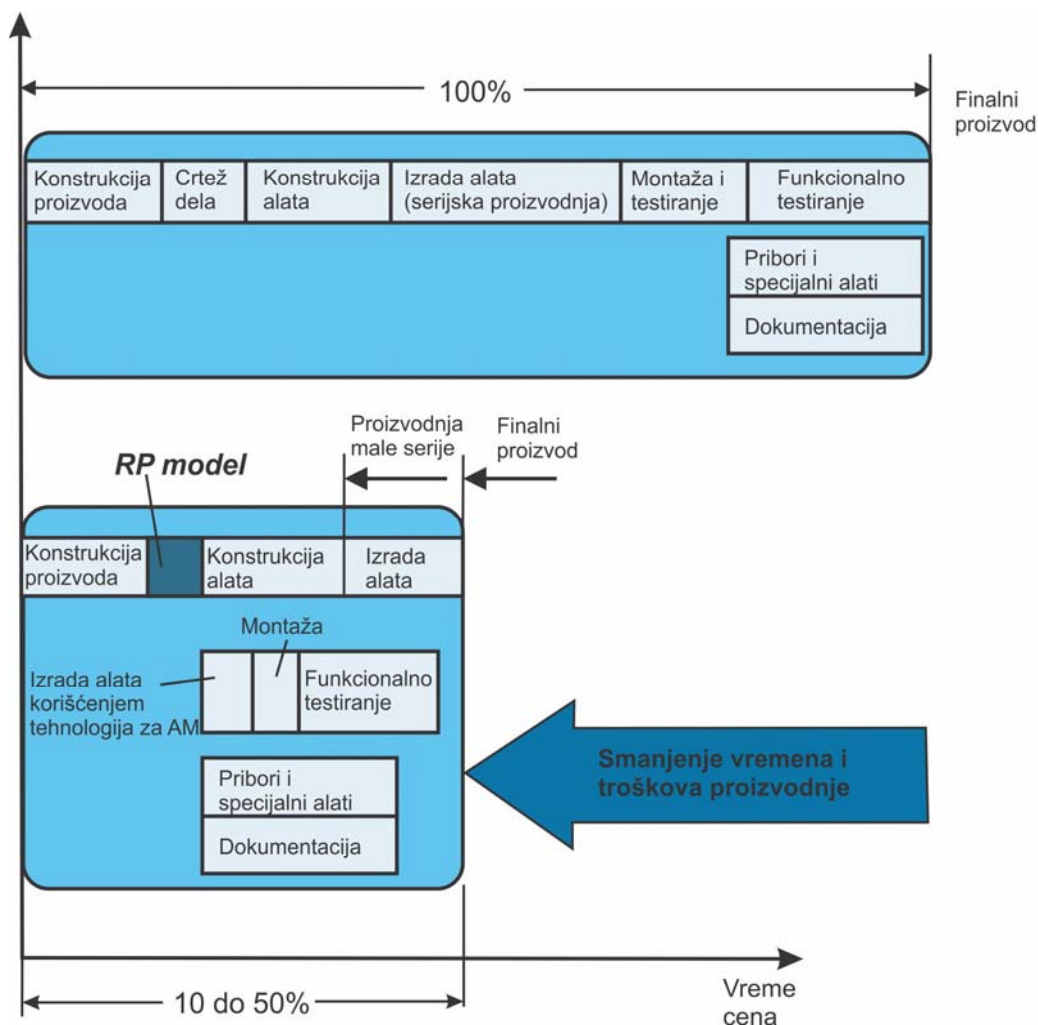 100%
Finalni
proizvod
Konstrukcija
proizvoda
Crtež
dela
Konstrukcija
alata
Izrada alata
(serijska proizvodnja)
Montaža i
testiranje
Funkcionalno
testiranje
Pribori i
specijalni alati
Dokumentacija
Proizvodnja
male serije
Finalni
proizvod
RP model
Konstrukcija
proizvoda
Konstrukcija
alata
Izrada
alata
Montaža
Izrada alata
korišćenjem
tehnologija za AM
Funkcionalno
testiranje
Pribori i
specijalni alati
Dokumentacija
Smanjenje vremena i
troškova proizvodnje
10 do 50%
Vreme
cena